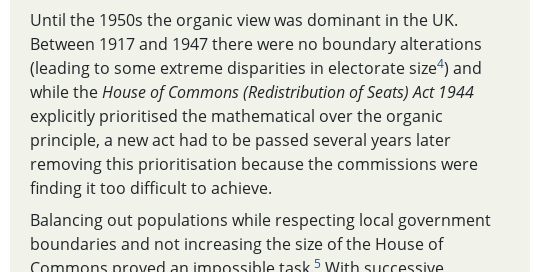 Until the 1950s the organic view was dominant in the UK.
Between 1917 and 1947 there were no boundary alterations
(leading to some extreme disparities in electorate size4) and
while the House of Commons (Redistribution of Seats) Act 1944
explicitly prioritised the mathematical over the organic
principle, a new act had to be passed several years later
removing this prioritisation because the commissions were
finding it too difficult to achieve.
Balancing out populations while respecting local government
boundaries and not increasing the size of the House of
Commons proved an impossible task.5 With successive